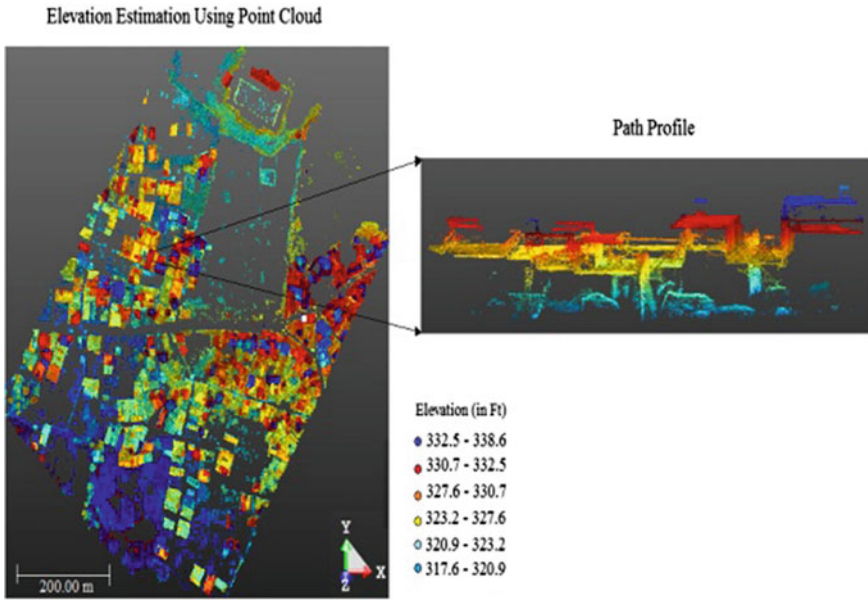 Elevation Estimation Using Point Cloud
Path Profile
Elevation (in Ft)
332.5 - 338.6
330.7 - 332.5
327.6 - 330.7
323.2 - 327.6
320.9 - 323.2
317.6 - 320.9
200.00 m
Y
X
Z